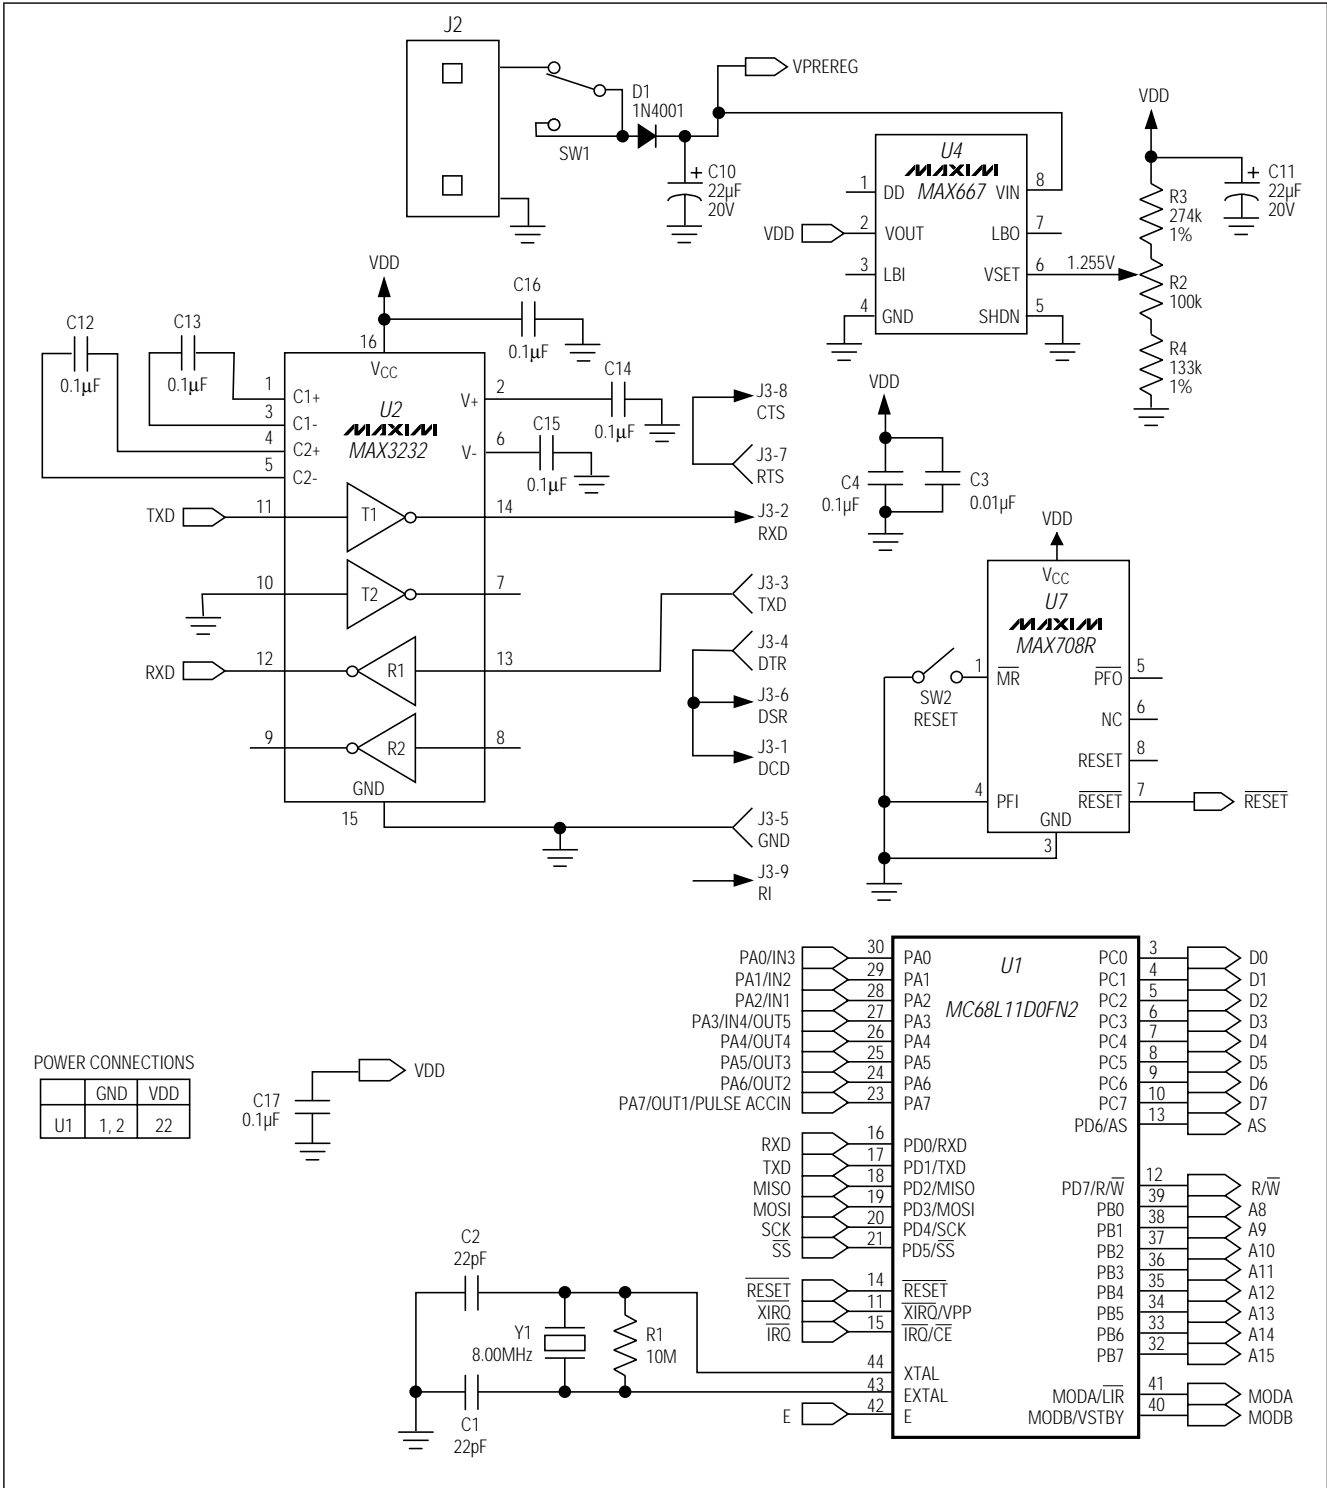 J2
VPREREG
D1
1N4001
SW1
+ C10
22µF
20V
U4
MAXIM
MAX667
1 DD
VIN 8
VDD 2 VOUT
LBO 7
3 LBI
VSET 6 1.255V
4 GND
SHDN 5
VDD
+ C11
22µF
20V
R3
274k
1%
R2
100k
R4
133k
1%
VDD
C16
0.1µF
C12
0.1µF
C13
0.1µF
16
VCC
U2
MAXIM
MAX3232
1 C1+
3 C1-
4 C2+
5 C2-
V+ 2
C14
0.1µF
V- 6
C15
0.1µF
TXD 11 T1 14
10 T2 7
RXD 12 R1 13
9 R2 8
GND
15
J3-8
CTS
J3-7
RTS
J3-2
RXD
J3-3
TXD
J3-4
DTR
J3-6
DSR
J3-1
DCD
J3-5
GND
J3-9
RI
VDD
C4
0.1µF
C3
0.01µF
VDD
VCC
U7
MAXIM
MAX708R
SW2
RESET
1 MR
PFO 5
NC 6
RESET 8
4 PFI
RESET 7 RESET
GND
3
U1
MC68L11D0FN2
PA0/IN3 30 PA0
PA1/IN2 29 PA1
PA2/IN1 28 PA2
PA3/IN4/OUT5 27 PA3
PA4/OUT4 26 PA4
PA5/OUT3 25 PA5
PA6/OUT2 24 PA6
PA7/OUT1/PULSE ACCIN 23 PA7
RXD 16 PD0/RXD
TXD 17 PD1/TXD
MISO 18 PD2/MISO
MOSI 19 PD3/MOSI
SCK 20 PD4/SCK
SS 21 PD5/SS
RESET 14 RESET
XIRQ 11 XIRQ/VPP
IRQ 15 IRQ/CE
44 XTAL
43 EXTAL
E 42 E
PC0 3 D0
PC1 4 D1
PC2 5 D2
PC3 6 D3
PC4 7 D4
PC5 8 D5
PC6 9 D6
PC7 10 D7
PD6/AS 13 AS
PD7/R/W 12 R/W
PB0 39 A8
PB1 38 A9
PB2 37 A10
PB3 36 A11
PB4 35 A12
PB5 34 A13
PB6 33 A14
PB7 32 A15
MODA/LIR 41 MODA
MODB/VSTBY 40 MODB
POWER CONNECTIONS
GND VDD
U1 1, 2 22
VDD
C17
0.1µF
C2
22pF
Y1
8.00MHz
R1
10M
C1
22pF